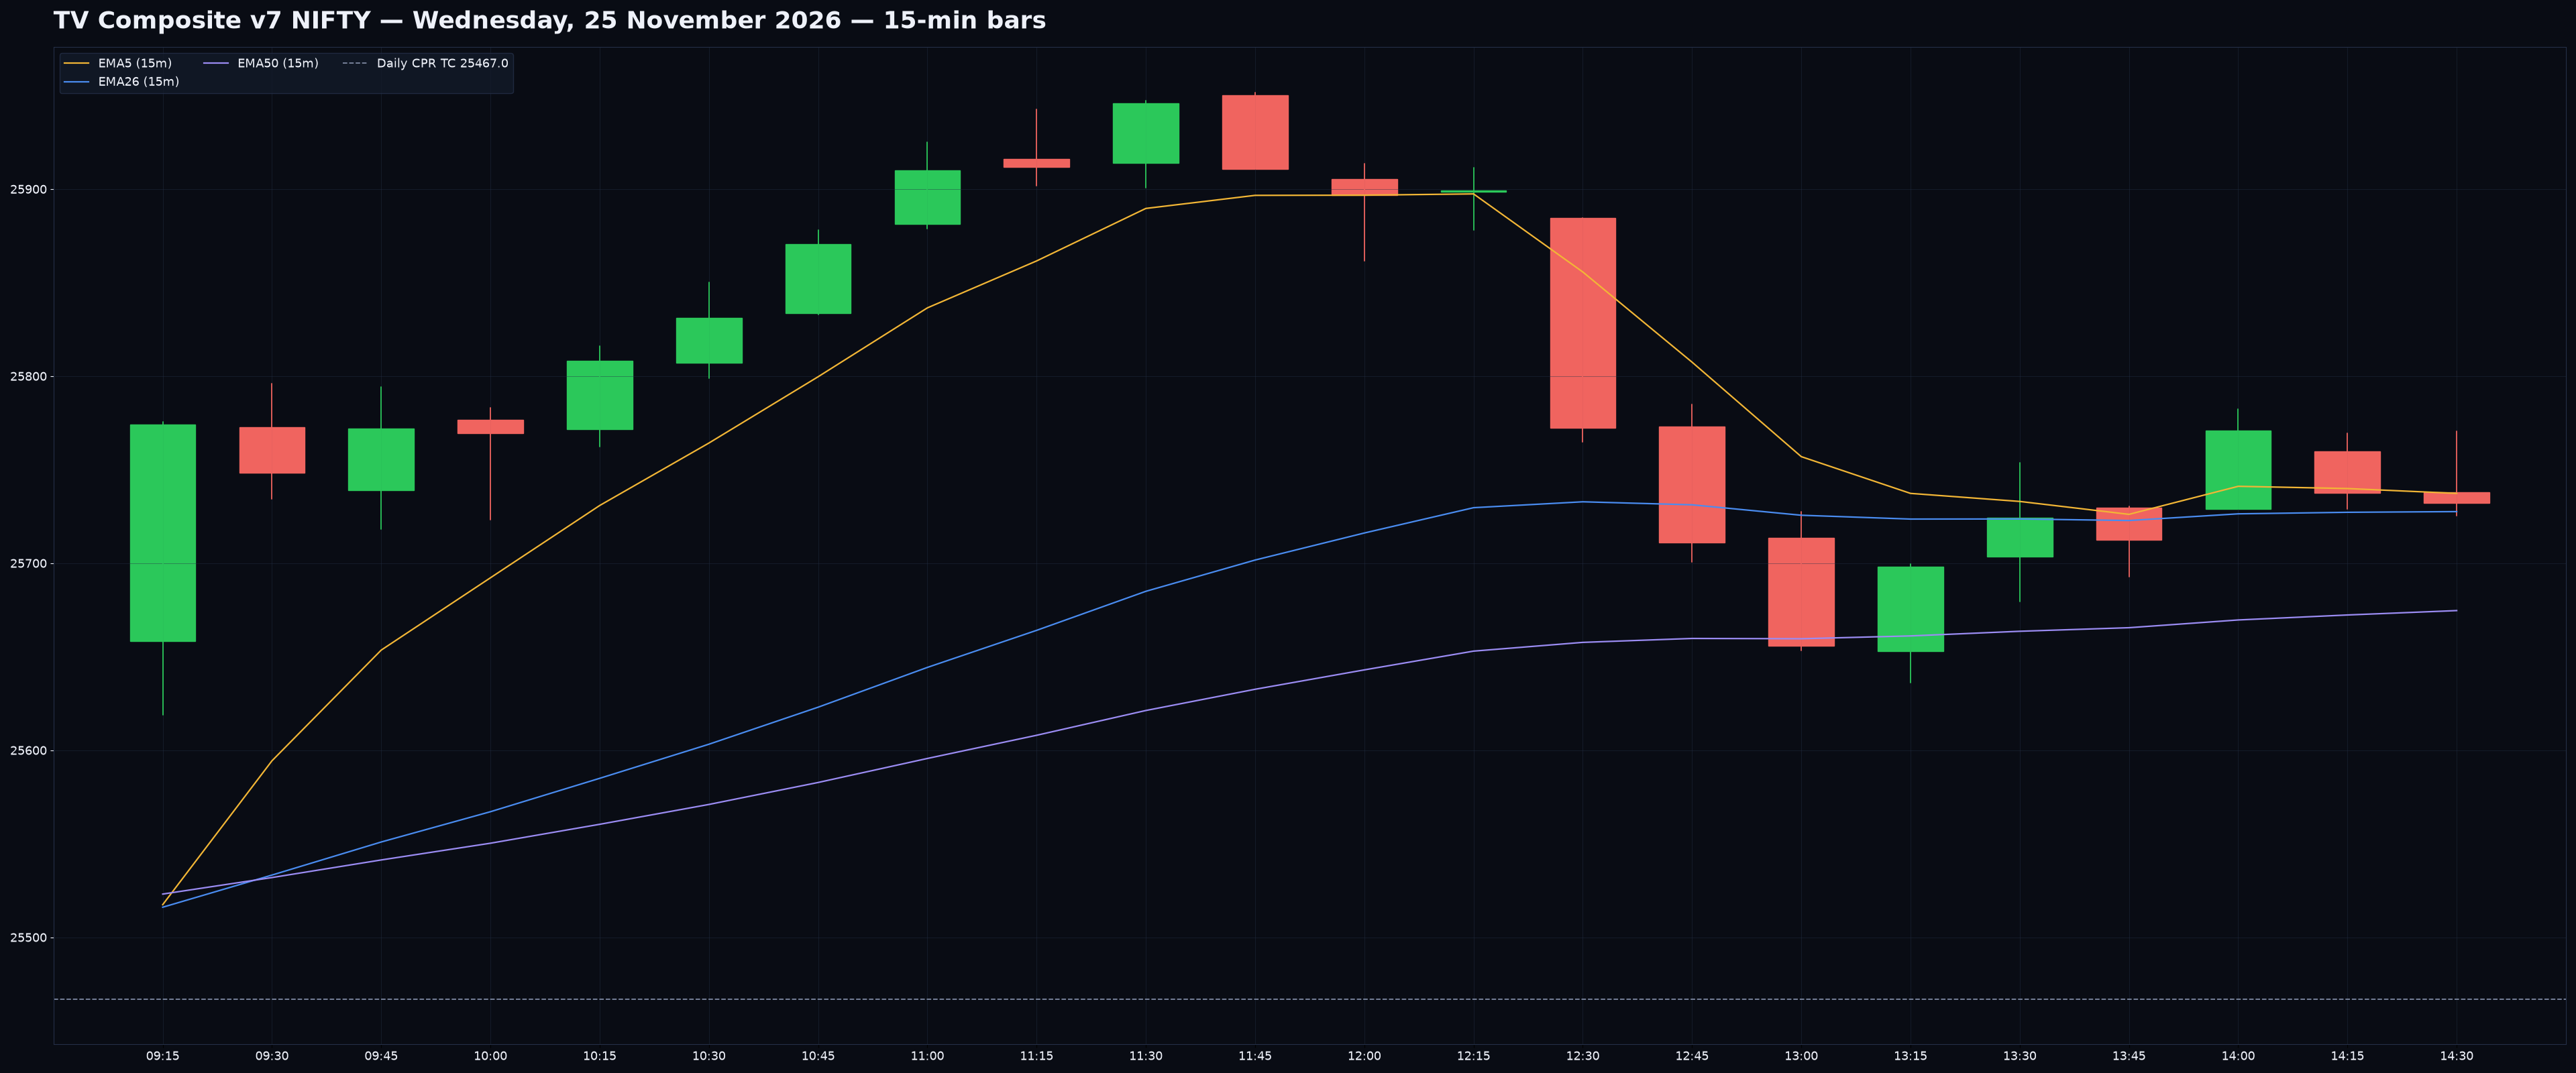 TV Composite v7 NIFTY — Wednesday, 25 November 2026 — 15-min bars
EMA5 (15m) EMA50 (15m) Daily CPR TC 25467.0
EMA26 (15m)
25900
25800
25700
25600
25500
09:15 09:30 09:45 10:00 10:15 10:30 10:45 11:00 11:15 11:30 11:45 12:00 12:15 12:30 12:45 13:00 13:15 13:30 13:45 14:00 14:15 14:30